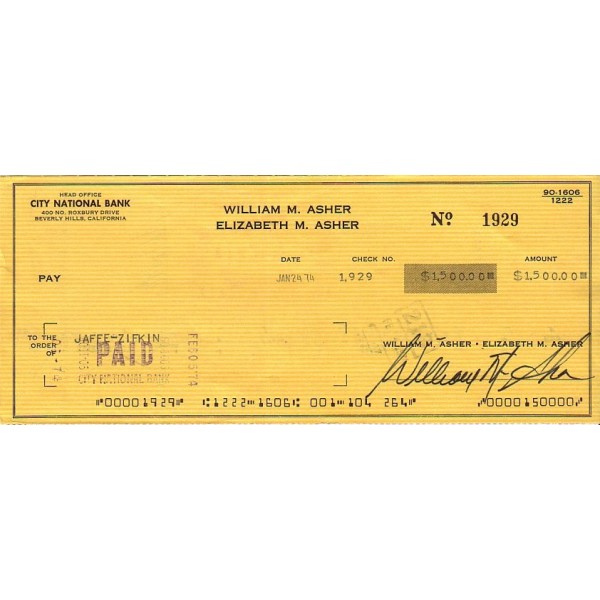 HEAD OFFICE
CITY NATIONAL BANK
400 NO. ROXBURY DRIVE
BEVERLY HILLS, CALIFORNIA
WILLIAM M. ASHER
ELIZABETH M. ASHER
Nº 1929
90-1606
1222
DATE CHECK NO. AMOUNT
PAY JAN 24 74 1,929 $1,500.00 $1,500.00
TO THE
ORDER
OF
JAFFE-ZIFKIN
PAID
CITY NATIONAL BANK
FEB 05 74
WILLIAM M. ASHER · ELIZABETH M. ASHER
William M. Asher
⑈00001929⑈ ⑆1222⑉1606⑆ 001⑉104 264⑈ ⑈0000150000⑈